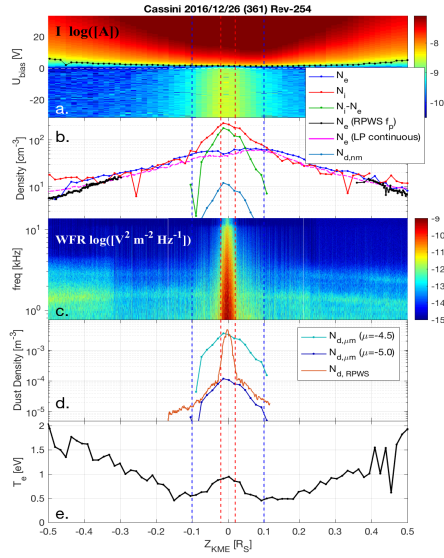 Cassini 2016/12/26 (361) Rev-254
I log([A])
U_bias [V]
20
0
-20
a.
-8
-9
-10
b.
Density [cm^-3]
10^2
10^1
N_e
N_i
N_i-N_e
N_e (RPWS f_p)
N_e (LP continuous)
N_d,nm
WFR log([V^2 m^-2 Hz^-1])
freq [kHz]
10^1
10^0
c.
-9
-10
-11
-12
-13
-14
-15
Dust Density [m^-3]
10^-3
10^-4
10^-5
d.
N_d,μm (μ=-4.5)
N_d,μm (μ=-5.0)
N_d, RPWS
T_e [eV]
2
1.5
1
0.5
0
e.
-0.5 -0.4 -0.3 -0.2 -0.1 0 0.1 0.2 0.3 0.4 0.5
Z_KME [R_S]